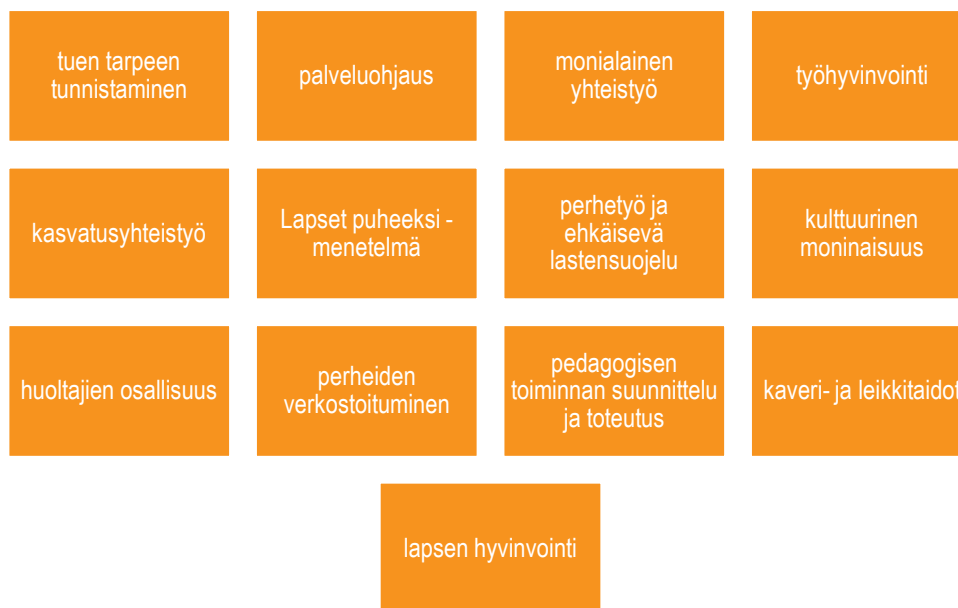 tuen tarpeen
tunnistaminen
palveluohjaus
monialainen
yhteistyö
työhyvinvointi
kasvatusyhteistyö
Lapset puheeksi -
menetelmä
perhetyö ja
ehkäisevä
lastensuojelu
kulttuurinen
moninaisuus
huoltajien osallisuus
perheiden
verkostoituminen
pedagogisen
toiminnan suunnittelu
ja toteutus
kaveri- ja leikkitaidot
lapsen hyvinvointi